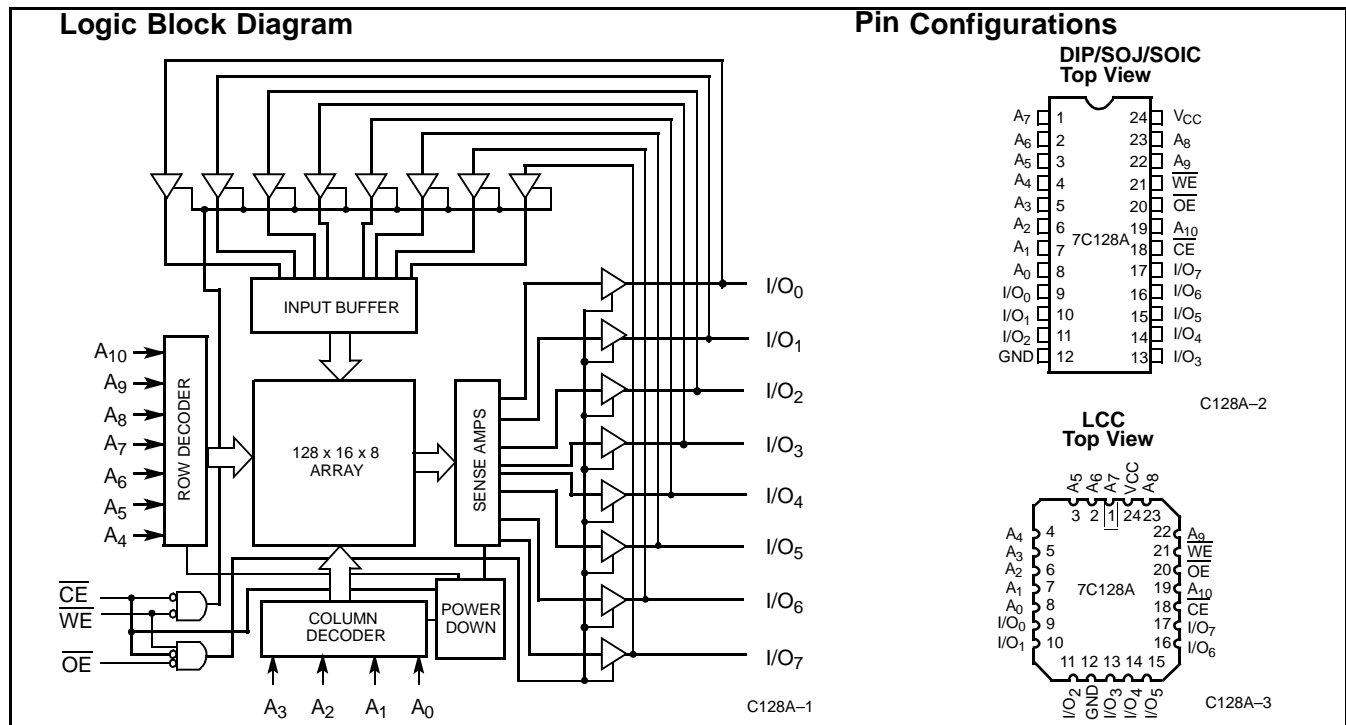 Logic Block Diagram
INPUT BUFFER
A10
A9
A8
A7
A6
A5
A4
ROW DECODER
128 x 16 x 8
ARRAY
SENSE AMPS
I/O0
I/O1
I/O2
I/O3
I/O4
I/O5
I/O6
I/O7
CE
WE
OE
COLUMN
DECODER
POWER
DOWN
A3 A2 A1 A0
C128A–1
Pin Configurations
DIP/SOJ/SOIC
Top View
A7 1 24 VCC
A6 2 23 A8
A5 3 22 A9
A4 4 21 WE
A3 5 20 OE
A2 6 19 A10
A1 7 18 CE
A0 8 17 I/O7
I/O0 9 16 I/O6
I/O1 10 15 I/O5
I/O2 11 14 I/O4
GND 12 13 I/O3
7C128A
C128A–2
LCC
Top View
A5 A6 A7 VCC A8
3 2 1 24 23
A4 4 22 A9
A3 5 21 WE
A2 6 20 OE
A1 7 19 A10
A0 8 18 CE
I/O0 9 17 I/O7
I/O1 10 16 I/O6
7C128A
11 12 13 14 15
I/O2 GND I/O3 I/O4 I/O5
C128A–3